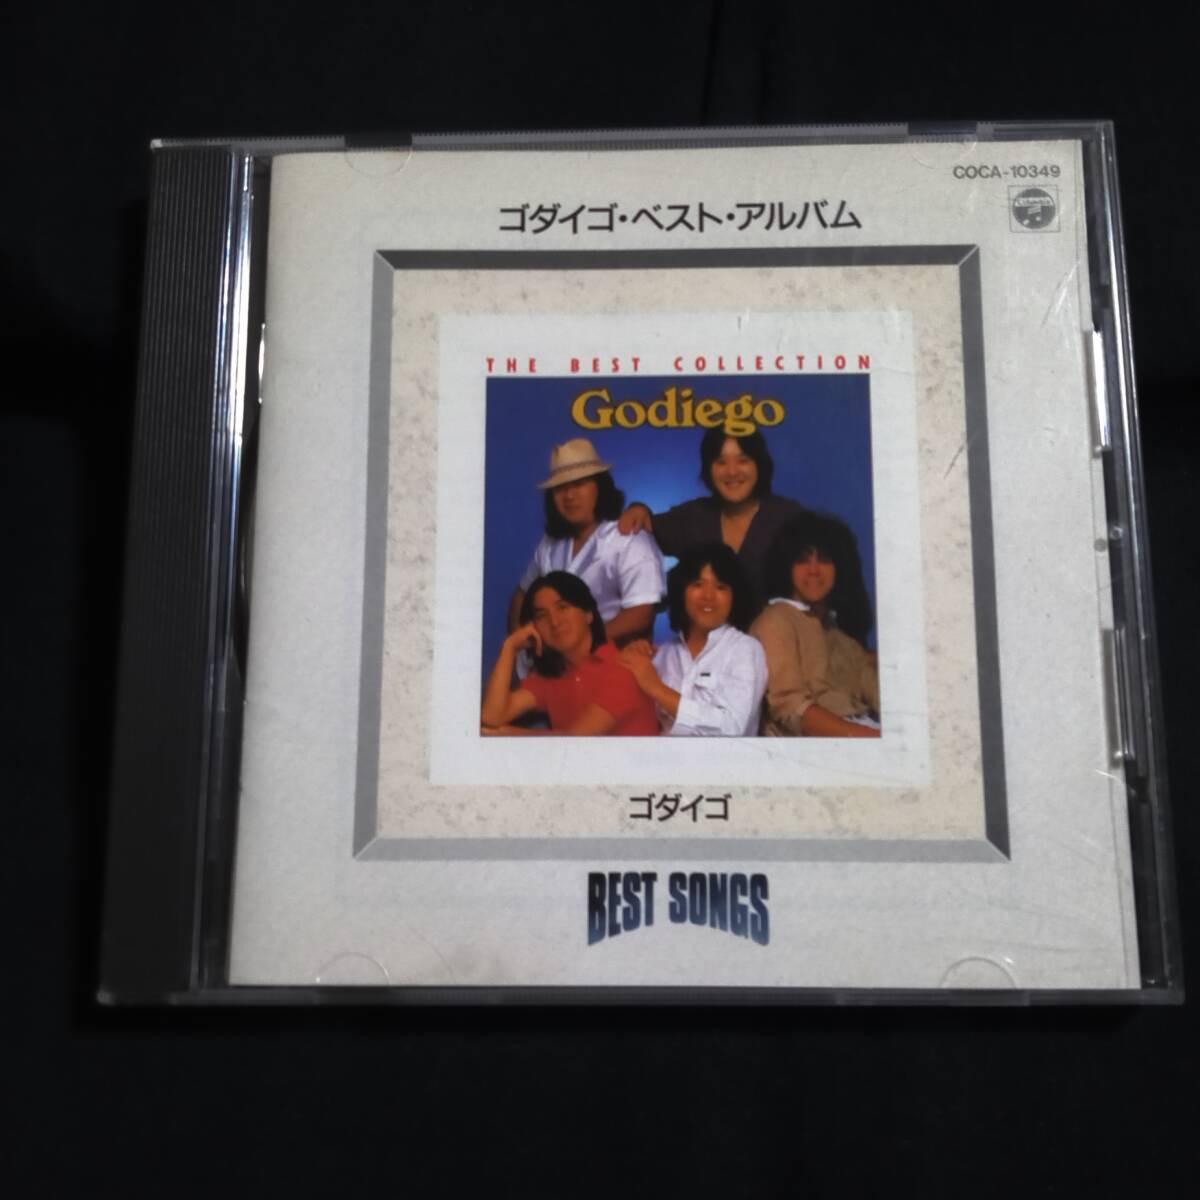 COCA-10349
Columbia
ゴダイゴ・ベスト・アルバム
THE BEST COLLECTION
Godiego
ゴダイゴ
BEST SONGS